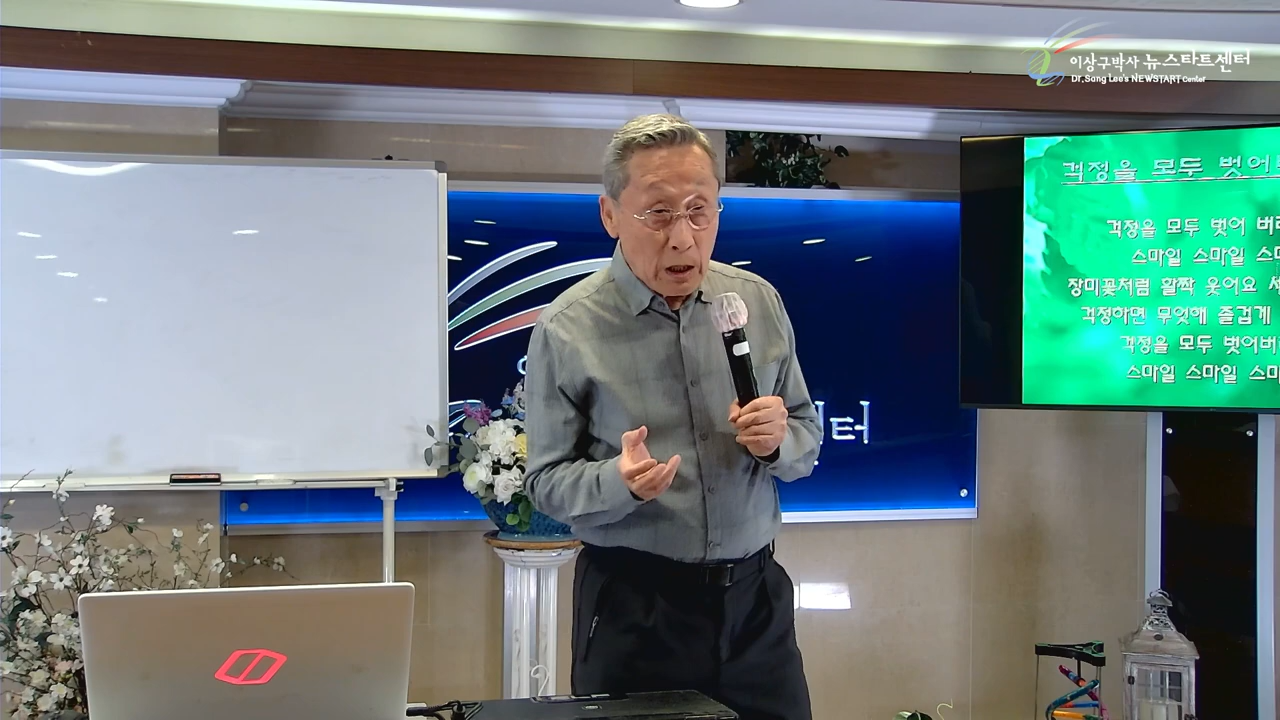 이상구박사 뉴스타트센터
Dr. Sang Lee's NEWSTART Center
걱정을 모두 벗어
걱정을 모두 벗어 버
스마일 스마일 스
장미꽃처럼 활짝 웃어요
걱정하면 무엇해 즐겁게
걱정을 모두 벗어버
스마일 스마일 스
터